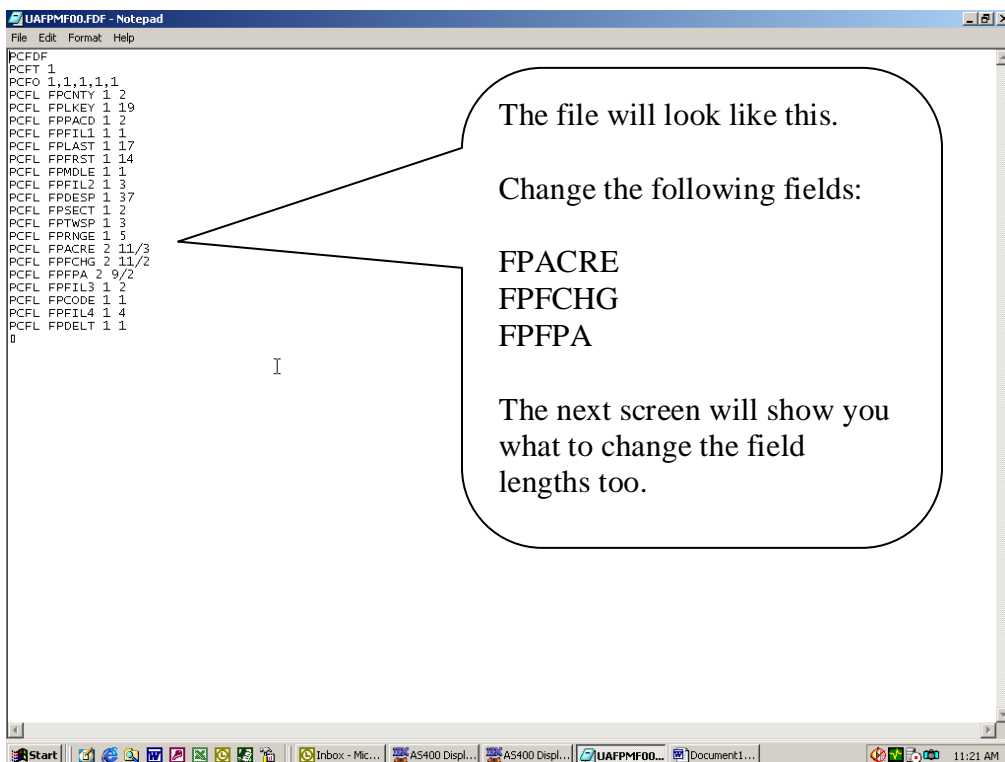 UAFPMF00.FDF - Notepad
File Edit Format Help
PCFDF
PCFT 1
PCFO 1,1,1,1,1
PCFL FPCNTY 1 2
PCFL FPLKEY 1 19
PCFL FPPACD 1 2
PCFL FPFIL1 1 1
PCFL FPLAST 1 17
PCFL FPFRST 1 14
PCFL FPMDLE 1 1
PCFL FPFIL2 1 3
PCFL FPDESP 1 37
PCFL FPSECT 1 2
PCFL FPTWSP 1 3
PCFL FPRNGE 1 5
PCFL FPACRE 2 11/3
PCFL FPFCHG 2 11/2
PCFL FPFPA 2 9/2
PCFL FPFIL3 1 2
PCFL FPCODE 1 1
PCFL FPFIL4 1 4
PCFL FPDELT 1 1
The file will look like this.
Change the following fields:
FPACRE
FPFCHG
FPFPA
The next screen will show you
what to change the field
lengths too.
Start
Inbox - Mic...
AS400 Displ...
AS400 Displ...
UAFPMF00...
Document1...
11:21 AM